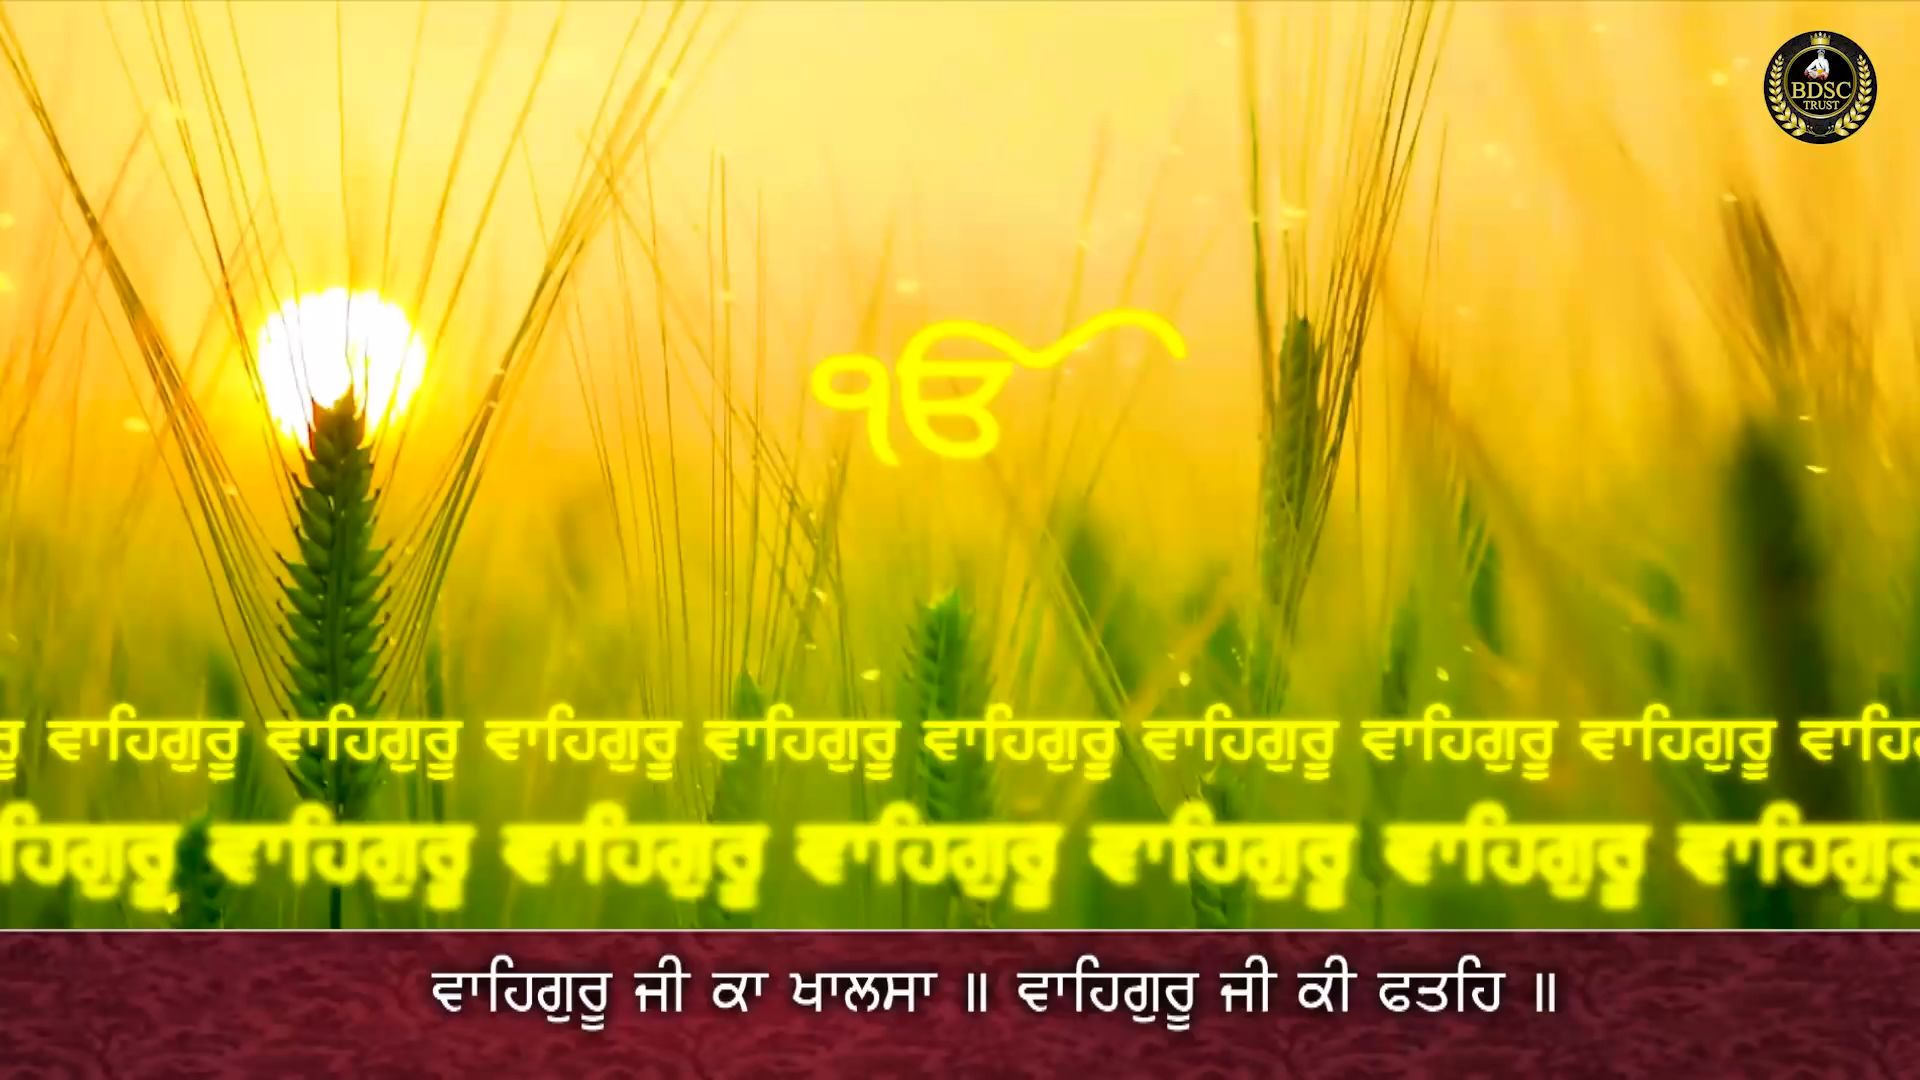 BDSC
TRUST
ੴ
ਵਾਹਿਗੁਰੂ ਵਾਹਿਗੁਰੂ ਵਾਹਿਗੁਰੂ ਵਾਹਿਗੁਰੂ ਵਾਹਿਗੁਰੂ ਵਾਹਿਗੁਰੂ ਵਾਹਿਗੁਰੂ ਵਾਹਿਗੁਰੂ
ਵਾਹਿਗੁਰੂ ਵਾਹਿਗੁਰੂ ਵਾਹਿਗੁਰੂ ਵਾਹਿਗੁਰੂ ਵਾਹਿਗੁਰੂ ਵਾਹਿਗੁਰੂ
ਵਾਹਿਗੁਰੂ ਜੀ ਕਾ ਖਾਲਸਾ ॥ ਵਾਹਿਗੁਰੂ ਜੀ ਕੀ ਫਤਹਿ ॥